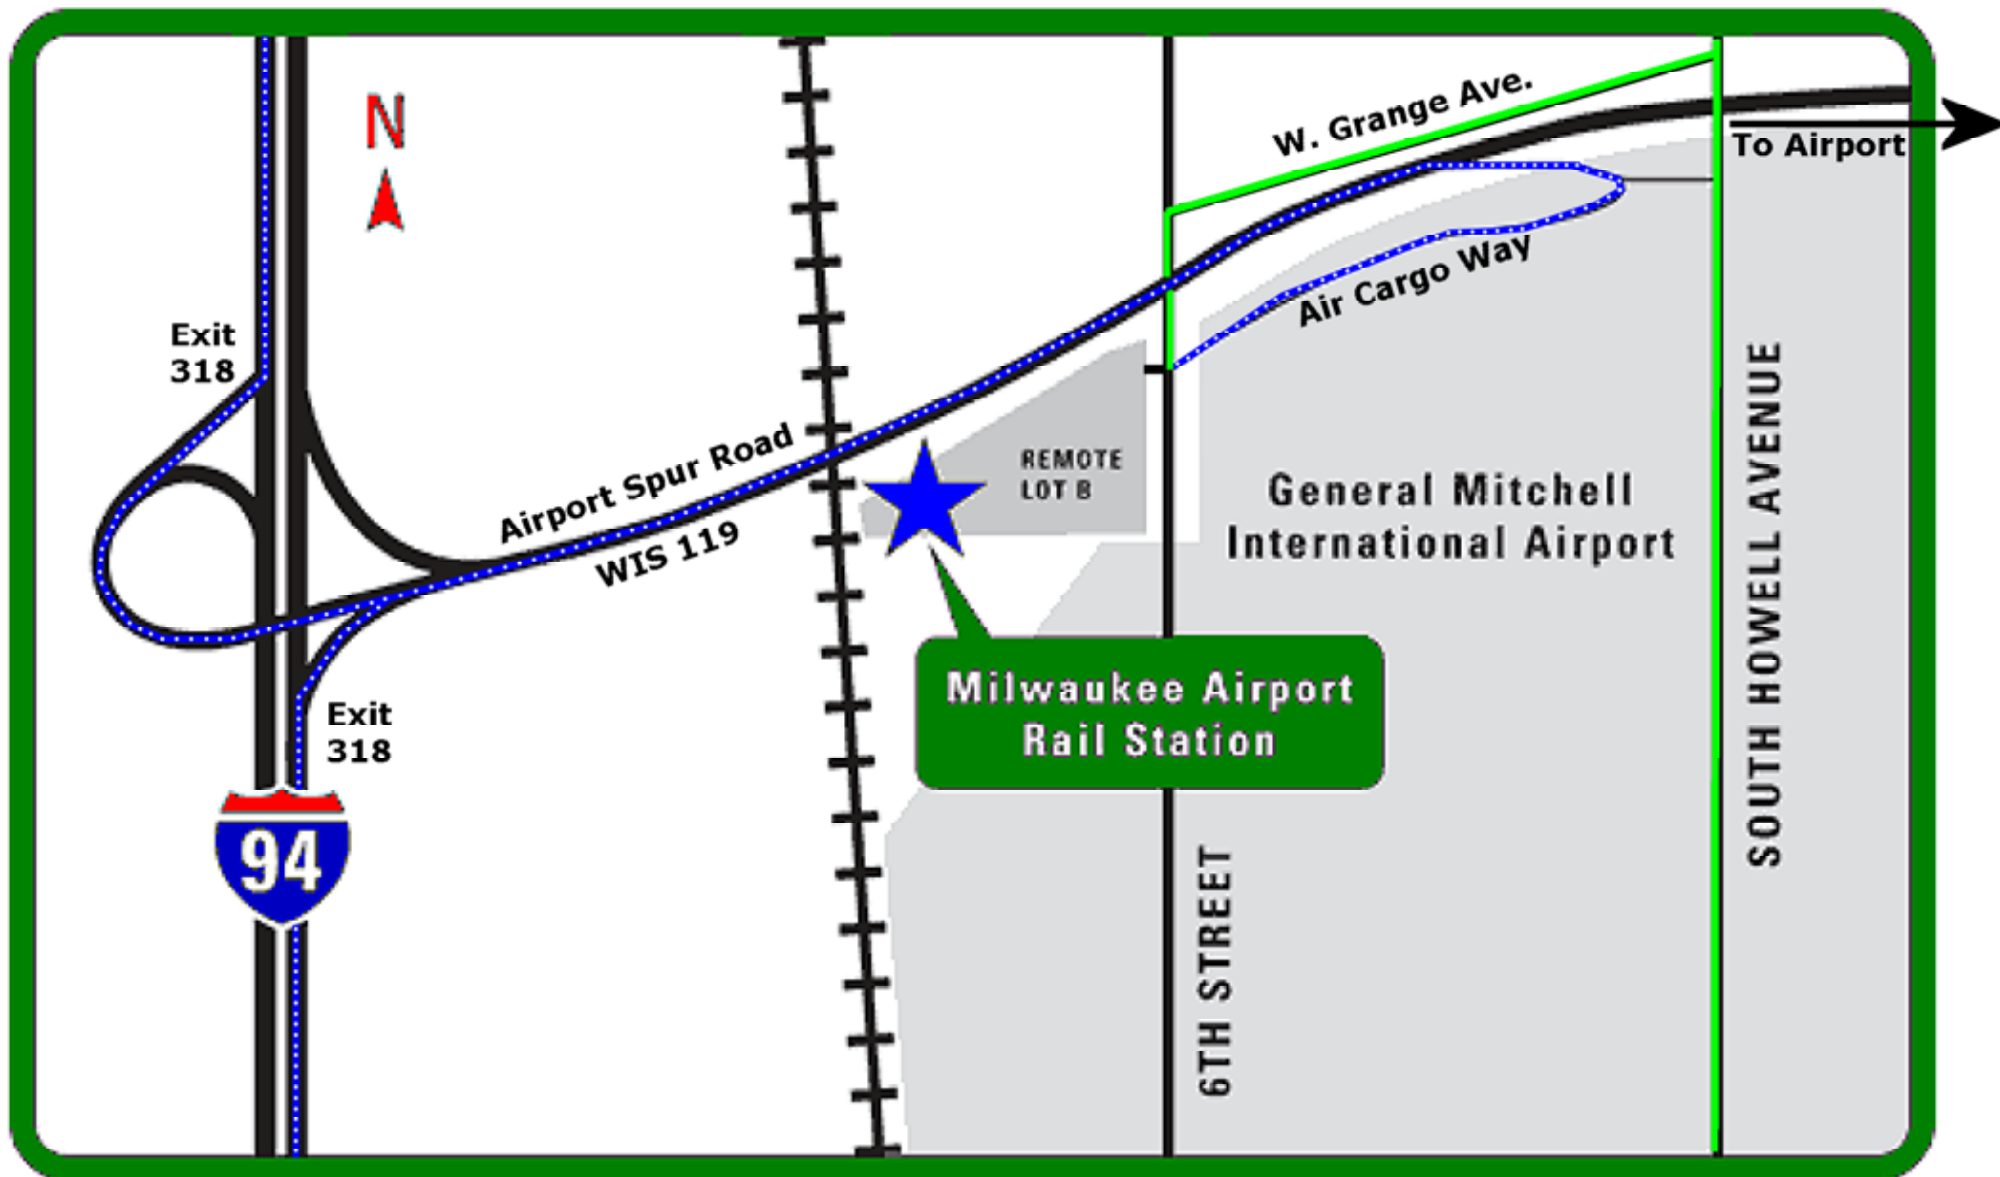 N
W. Grange Ave.
To Airport
Air Cargo Way
Exit
318
Airport Spur Road
WIS 119
REMOTE
LOT B
General Mitchell
International Airport
SOUTH HOWELL AVENUE
Milwaukee Airport
Rail Station
Exit
318
94
6TH STREET